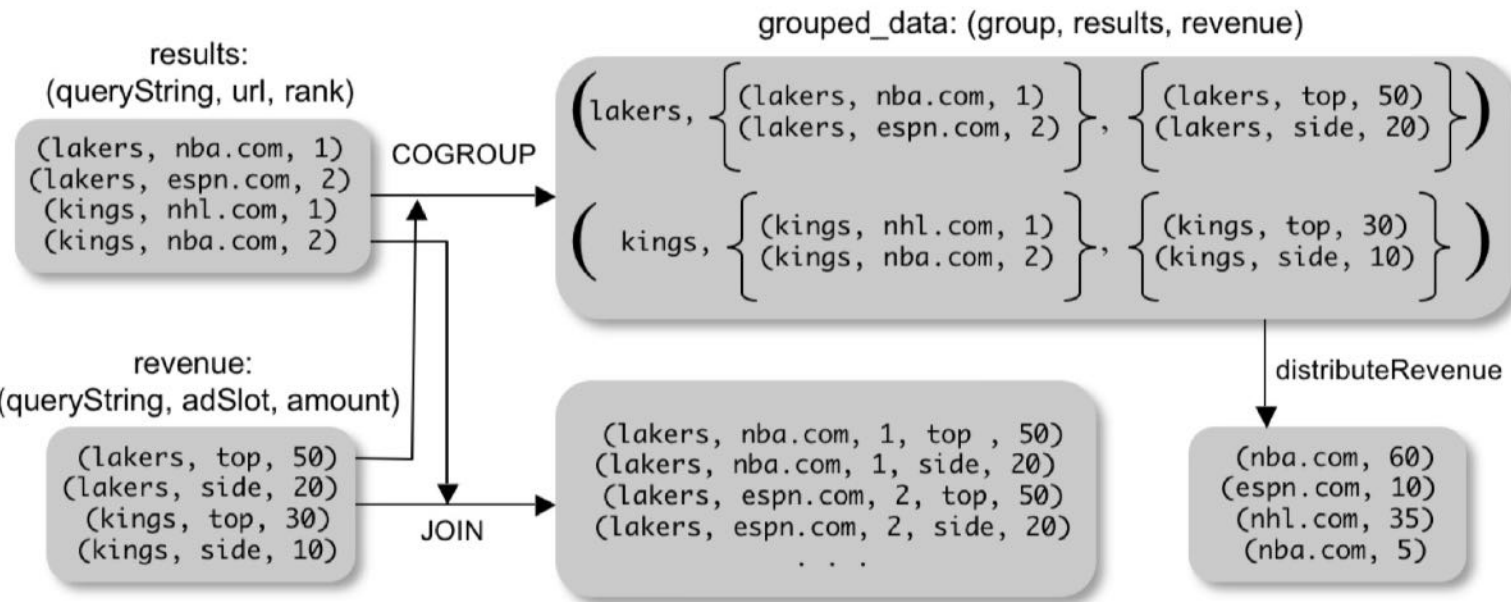 results:
(queryString, url, rank)
(lakers, nba.com, 1)
(lakers, espn.com, 2)
(kings, nhl.com, 1)
(kings, nba.com, 2)
COGROUP
grouped_data: (group, results, revenue)
(lakers, {(lakers, nba.com, 1)
(lakers, espn.com, 2)}, {(lakers, top, 50)
(lakers, side, 20)})
( kings, {(kings, nhl.com, 1)
(kings, nba.com, 2)}, {(kings, top, 30)
(kings, side, 10)})
revenue:
(queryString, adSlot, amount)
(lakers, top, 50)
(lakers, side, 20)
(kings, top, 30)
(kings, side, 10)
JOIN
(lakers, nba.com, 1, top , 50)
(lakers, nba.com, 1, side, 20)
(lakers, espn.com, 2, top, 50)
(lakers, espn.com, 2, side, 20)
. . .
distributeRevenue
(nba.com, 60)
(espn.com, 10)
(nhl.com, 35)
(nba.com, 5)